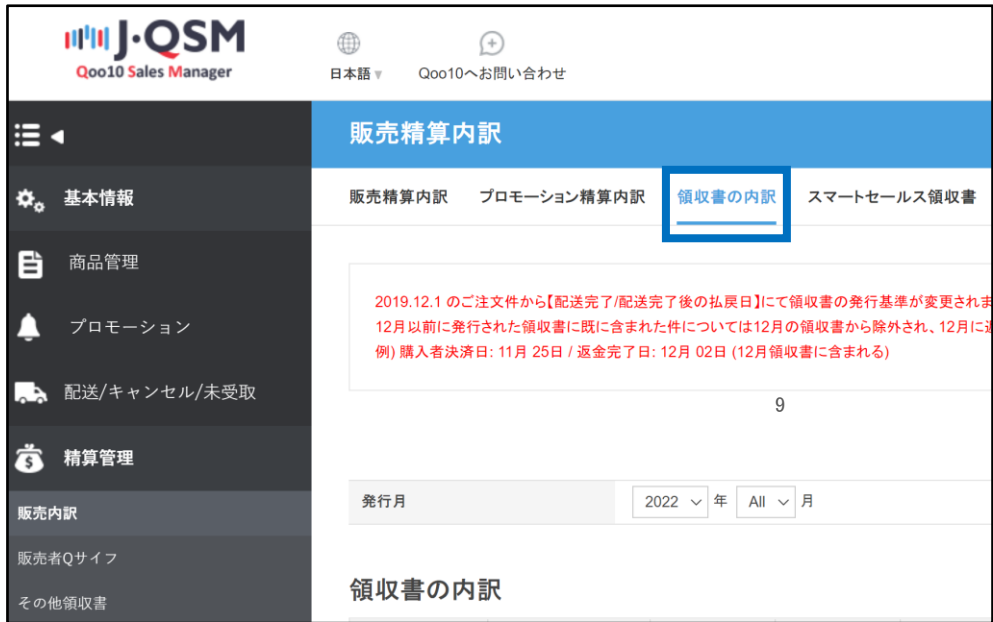 J·QSM
Qoo10 Sales Manager
日本語▼
Qoo10へお問い合わせ
基本情報
商品管理
プロモーション
配送/キャンセル/未受取
精算管理
販売内訳
販売者Qサイフ
その他領収書
販売精算内訳
販売精算内訳 プロモーション精算内訳 領収書の内訳 スマートセールス領収書
2019.12.1 のご注文件から【配送完了/配送完了後の払戻日】にて領収書の発行基準が変更されま
12月以前に発行された領収書に既に含まれた件については12月の領収書から除外され、12月に
例) 購入者決済日: 11月 25日 / 返金完了日: 12月 02日 (12月領収書に含まれる)
9
発行月 2022 年 All 月
領収書の内訳